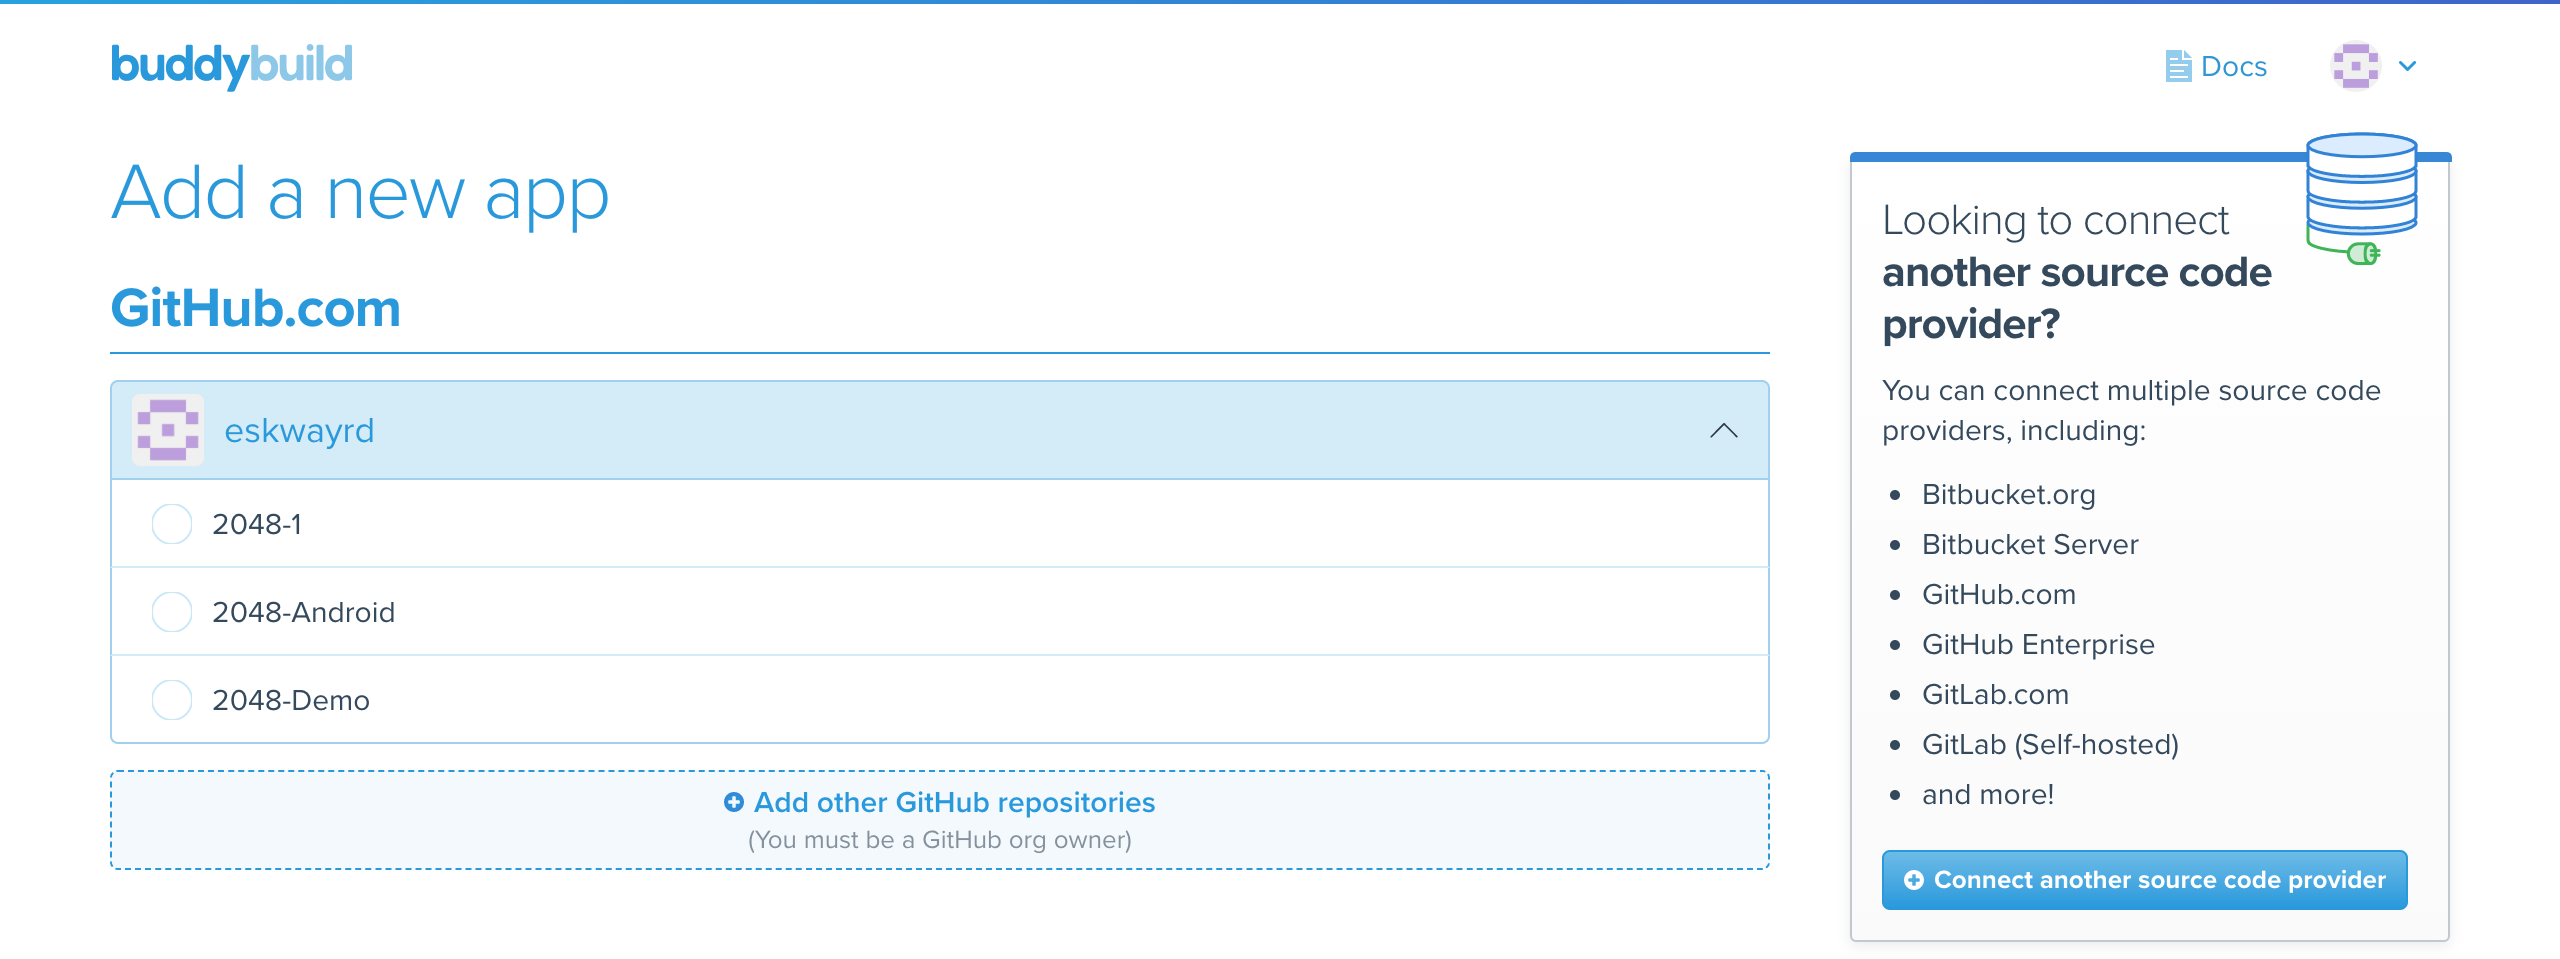 buddybuild
Docs
Add a new app
GitHub.com
eskwayrd
2048-1
2048-Android
2048-Demo
Add other GitHub repositories
(You must be a GitHub org owner)
Looking to connect
another source code
provider?
You can connect multiple source code
providers, including:
Bitbucket.org
Bitbucket Server
GitHub.com
GitHub Enterprise
GitLab.com
GitLab (Self-hosted)
and more!
Connect another source code provider